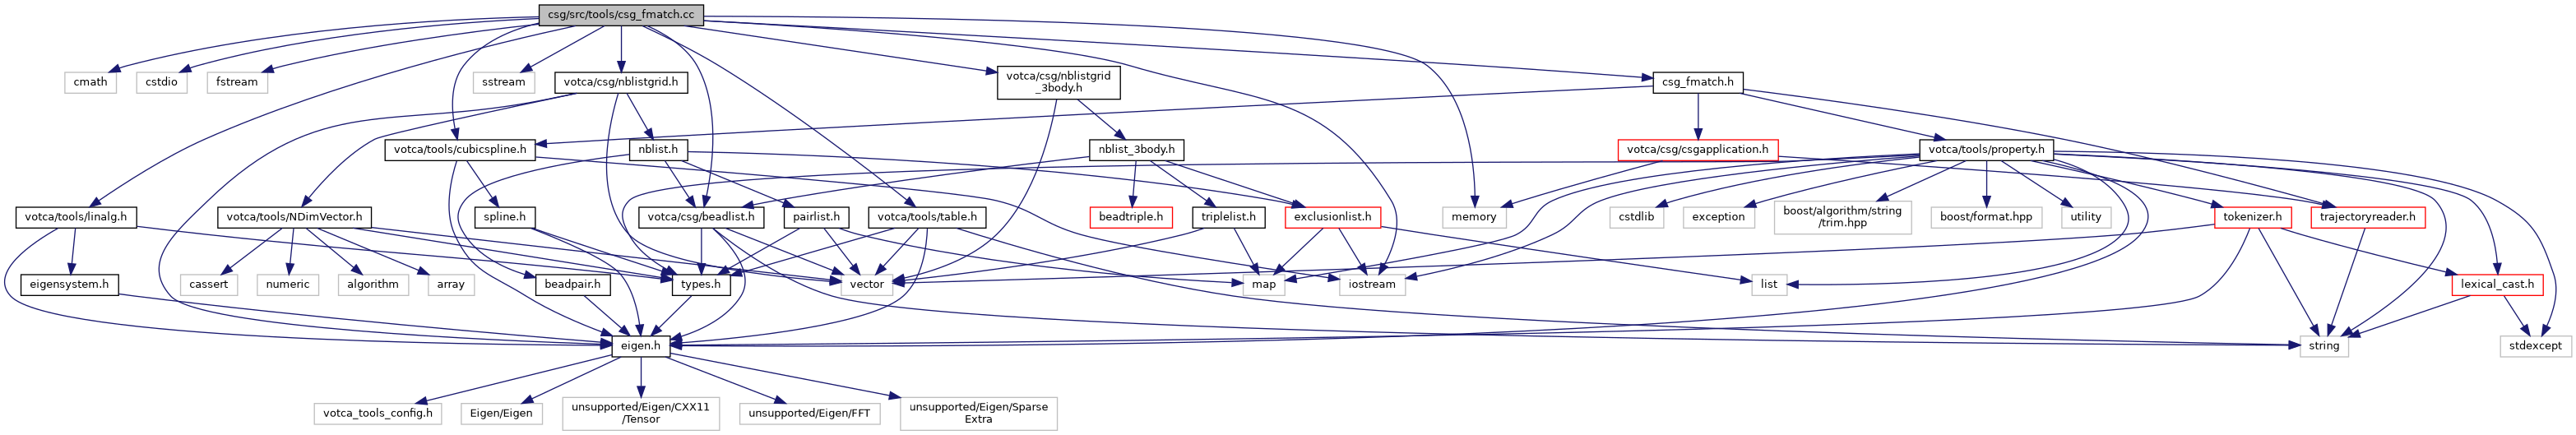 csg/src/tools/csg_fmatch.cc
cmath
cstdio
fstream
sstream
votca/csg/nblistgrid.h
votca/csg/nblistgrid
_3body.h
csg_fmatch.h
votca/tools/cubicspline.h
nblist.h
nblist_3body.h
votca/csg/csgapplication.h
votca/tools/property.h
votca/tools/linalg.h
votca/tools/NDimVector.h
spline.h
votca/csg/beadlist.h
pairlist.h
votca/tools/table.h
beadtriple.h
triplelist.h
exclusionlist.h
memory
cstdlib
exception
boost/algorithm/string
/trim.hpp
boost/format.hpp
utility
tokenizer.h
trajectoryreader.h
eigensystem.h
cassert
numeric
algorithm
array
beadpair.h
types.h
vector
map
iostream
list
lexical_cast.h
eigen.h
string
stdexcept
votca_tools_config.h
Eigen/Eigen
unsupported/Eigen/CXX11
/Tensor
unsupported/Eigen/FFT
unsupported/Eigen/Sparse
Extra